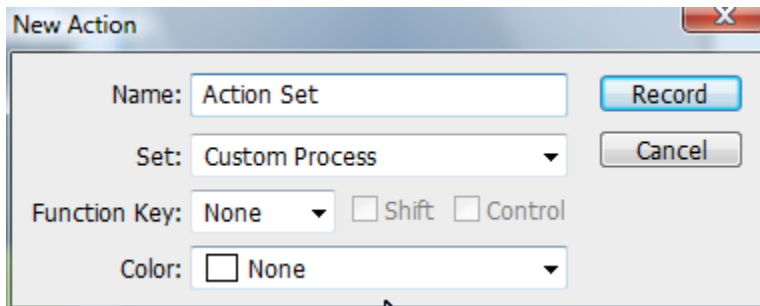 New Action
Name: Action Set Record
Set: Custom Process Cancel
Function Key: None Shift Control
Color: None